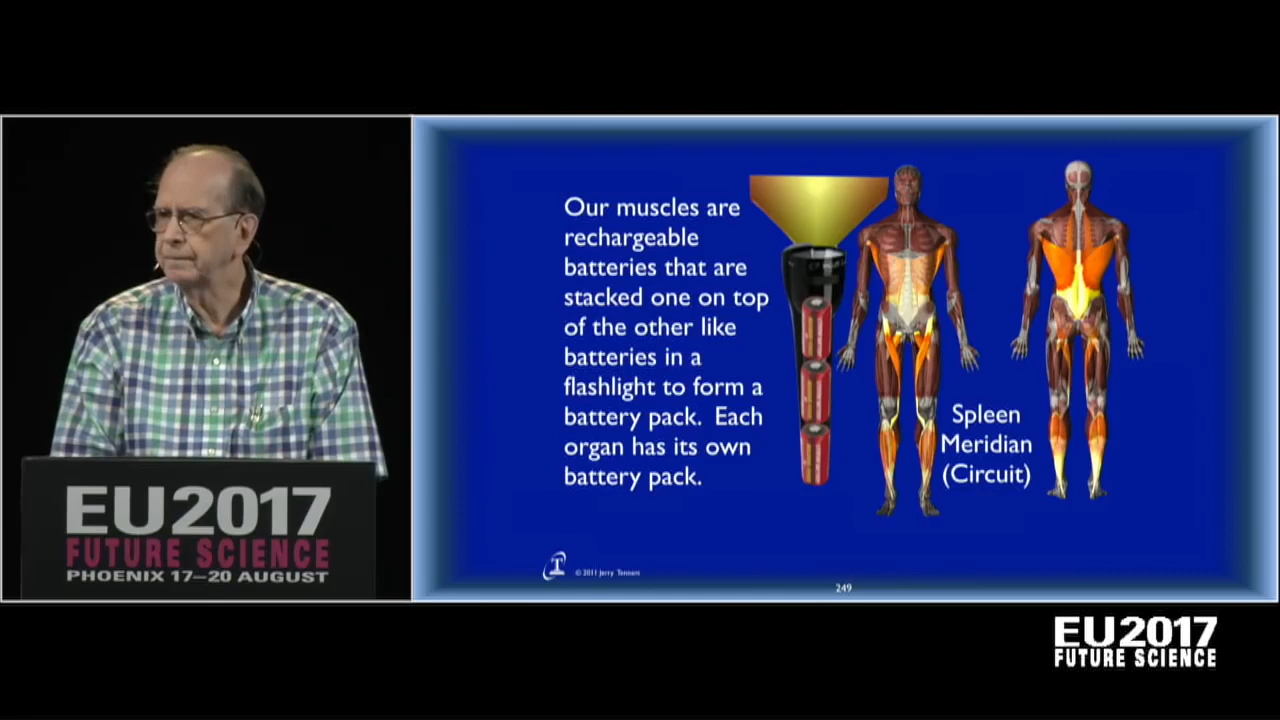 Our muscles are
rechargeable
batteries that are
stacked one on top
of the other like
batteries in a
flashlight to form a
battery pack. Each
organ has its own
battery pack.
Spleen
Meridian
(Circuit)
T
© 2011 Jerry Tennant
249
EU2017
FUTURE SCIENCE
PHOENIX 17–20 AUGUST
EU2017
FUTURE SCIENCE